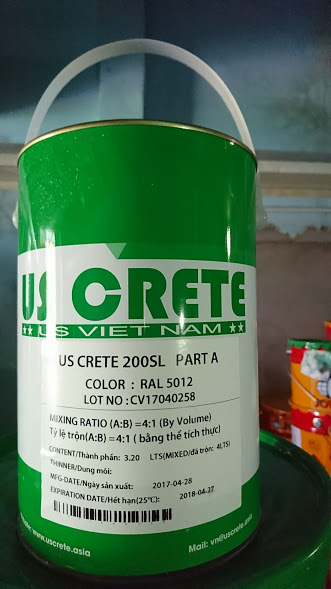 US CRETE
★★ US VIET NAM ★★
US CRETE 200SL PART A
COLOR : RAL 5012
LOT NO : CV17040258
MIXING RATIO (A:B) =4:1 (By Volume)
Tỷ lệ trộn(A:B) =4:1 ( bằng thể tích thực)
CONTENT/Thành phần: 3.20 LTS(MIXED/đã trộn: 4LTS)
THINNER/Dung môi:
MFG-DATE/Ngày sản xuất: 2017-04-28
EXPIRATION DATE/Hết hạn(25°C): 2018-04-27
www.uscrete.asia
Mail: vn@uscrete